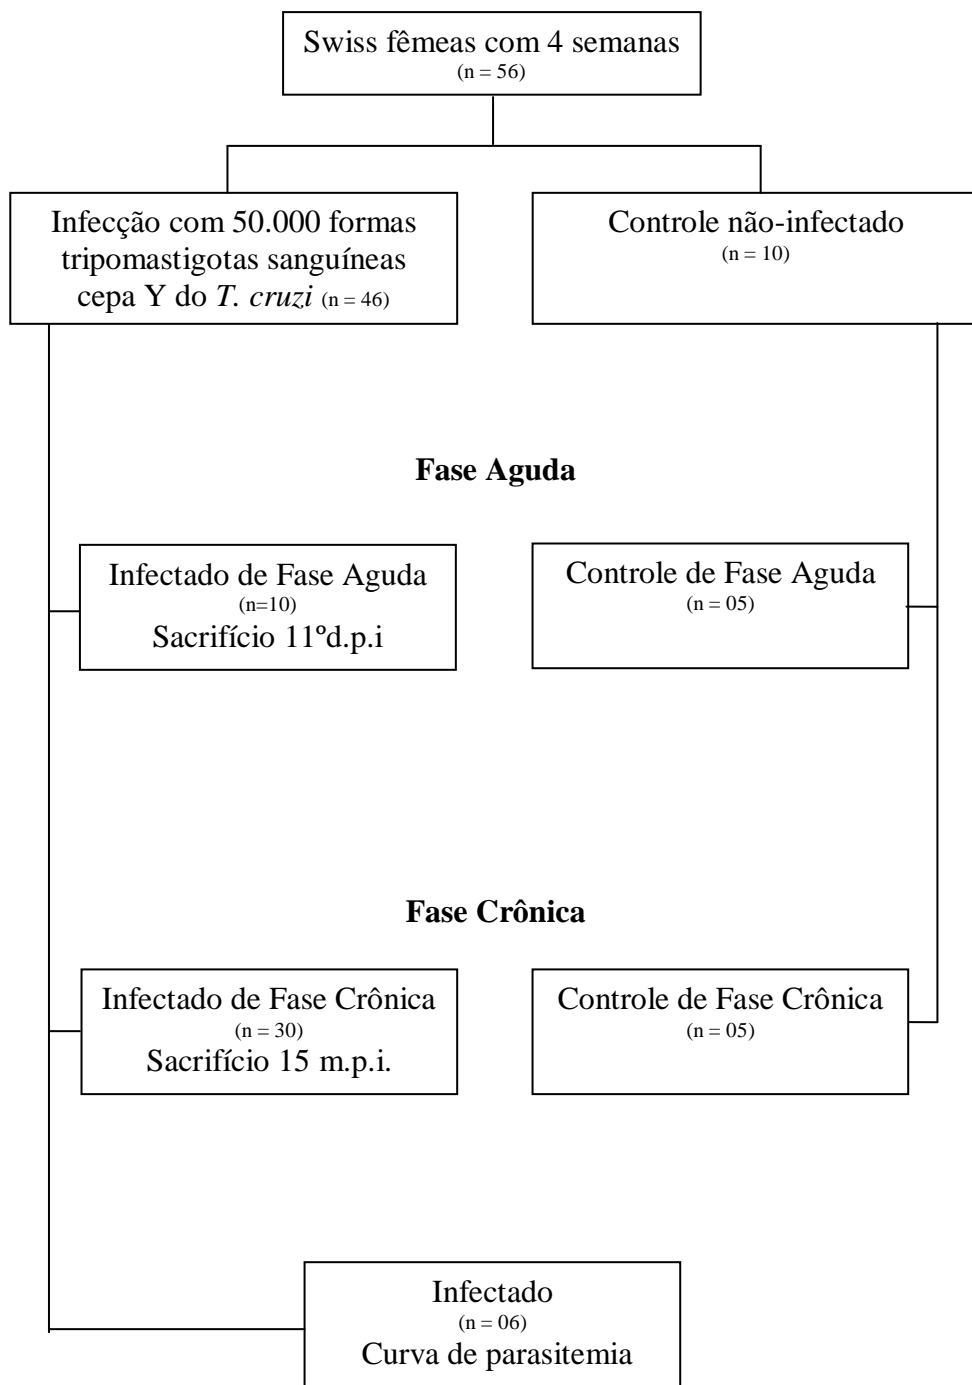 Swiss fêmeas com 4 semanas
(n = 56)
Infecção com 50.000 formas
tripomastigotas sanguíneas
cepa Y do T. cruzi (n = 46)
Controle não-infectado
(n = 10)
Fase Aguda
Infectado de Fase Aguda
(n=10)
Sacrifício 11ºd.p.i
Controle de Fase Aguda
(n = 05)
Fase Crônica
Infectado de Fase Crônica
(n = 30)
Sacrifício 15 m.p.i.
Controle de Fase Crônica
(n = 05)
Infectado
(n = 06)
Curva de parasitemia